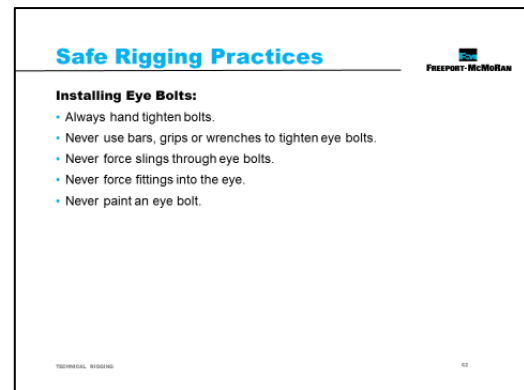 Safe Rigging Practices
FCX
FREEPORT-McMoRAN
Installing Eye Bolts:
• Always hand tighten bolts.
• Never use bars, grips or wrenches to tighten eye bolts.
• Never force slings through eye bolts.
• Never force fittings into the eye.
• Never paint an eye bolt.
TECHNICAL RIGGING